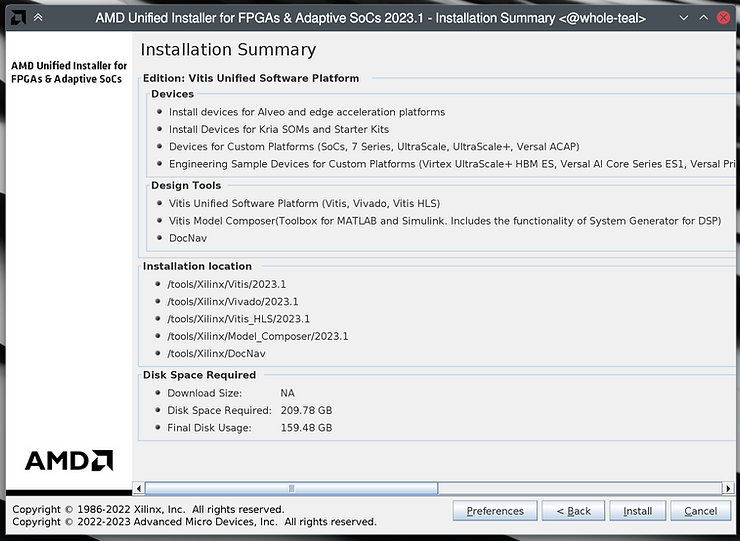 AMD Unified Installer for FPGAs & Adaptive SoCs 2023.1 - Installation Summary <@whole-teal>
AMD Unified Installer for
FPGAs & Adaptive SoCs
Installation Summary
Edition: Vitis Unified Software Platform
Devices
Install devices for Alveo and edge acceleration platforms
Install Devices for Kria SOMs and Starter Kits
Devices for Custom Platforms (SoCs, 7 Series, UltraScale, UltraScale+, Versal ACAP)
Engineering Sample Devices for Custom Platforms (Virtex UltraScale+ HBM ES, Versal AI Core Series ES1, Versal Pri
Design Tools
Vitis Unified Software Platform (Vitis, Vivado, Vitis HLS)
Vitis Model Composer(Toolbox for MATLAB and Simulink. Includes the functionality of System Generator for DSP)
DocNav
Installation location
/tools/Xilinx/Vitis/2023.1
/tools/Xilinx/Vivado/2023.1
/tools/Xilinx/Vitis_HLS/2023.1
/tools/Xilinx/Model_Composer/2023.1
/tools/Xilinx/DocNav
Disk Space Required
Download Size: NA
Disk Space Required: 209.78 GB
Final Disk Usage: 159.48 GB
AMD
Copyright © 1986-2022 Xilinx, Inc. All rights reserved.
Copyright © 2022-2023 Advanced Micro Devices, Inc. All rights reserved.
Preferences
< Back
Install
Cancel